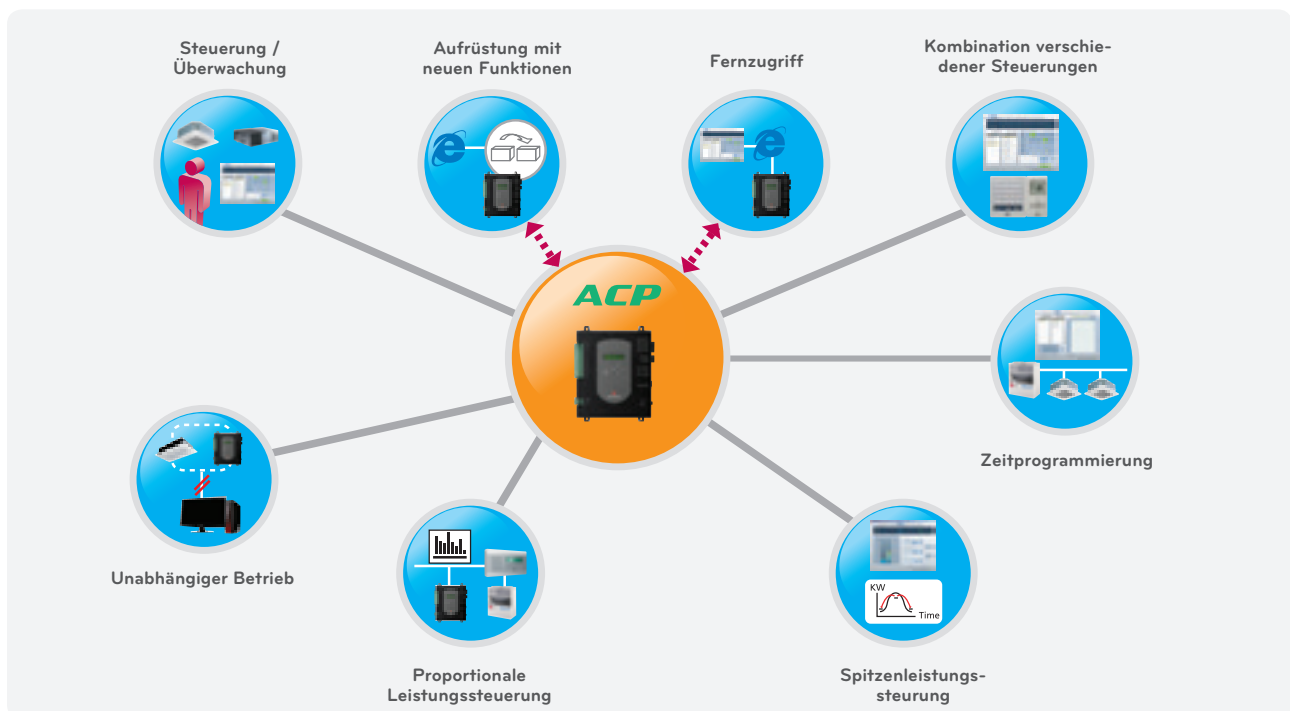 Steuerung /
Überwachung
Aufrüstung mit
neuen Funktionen
Fernzugriff
Kombination verschie-
dener Steuerungen
ACP
Zeitprogrammierung
Unabhängiger Betrieb
KW
Time
Proportionale
Leistungssteuerung
Spitzenleistungs-
steurung